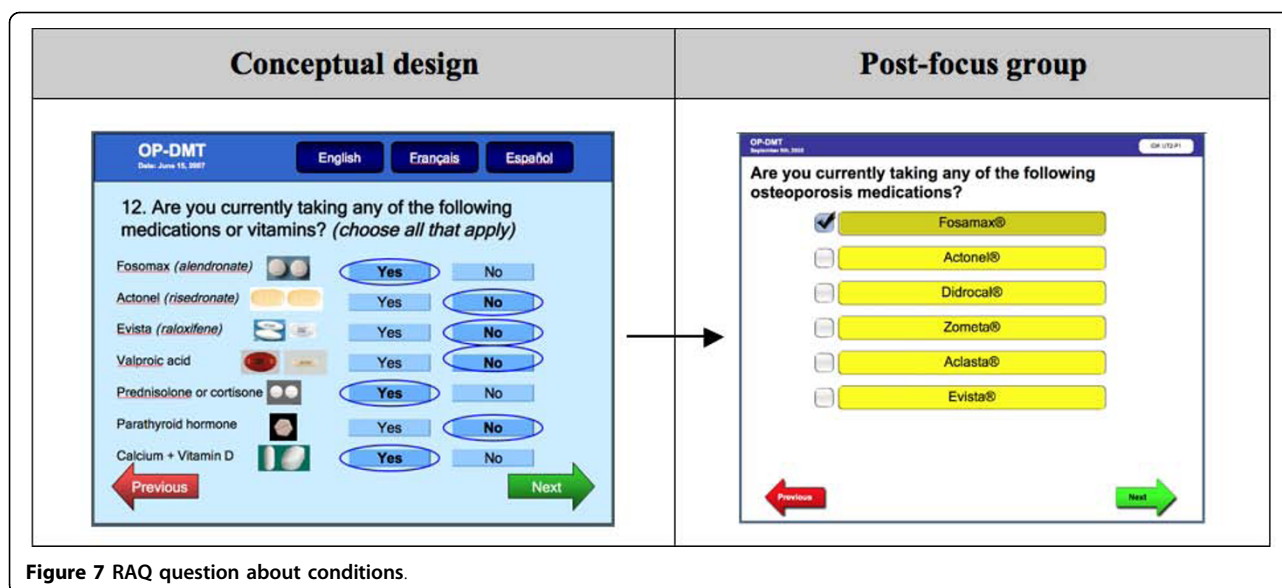 Conceptual design
Post-focus group
OP-DMT
Date: June 15, 2007
English
Français
Español
12. Are you currently taking any of the following
medications or vitamins? (choose all that apply)
Fosomax (alendronate)
Yes
No
Actonel (risedronate)
Yes
No
Evista (raloxifene)
Yes
No
Valproic acid
Yes
No
Prednisolone or cortisone
Yes
No
Parathyroid hormone
Yes
No
Calcium + Vitamin D
Yes
No
Previous
Next
OP-DMT
Are you currently taking any of the following
osteoporosis medications?
Fosamax®
Actonel®
Didrocal®
Zometa®
Aclasta®
Evista®
Previous
Next
Figure 7 RAQ question about conditions.